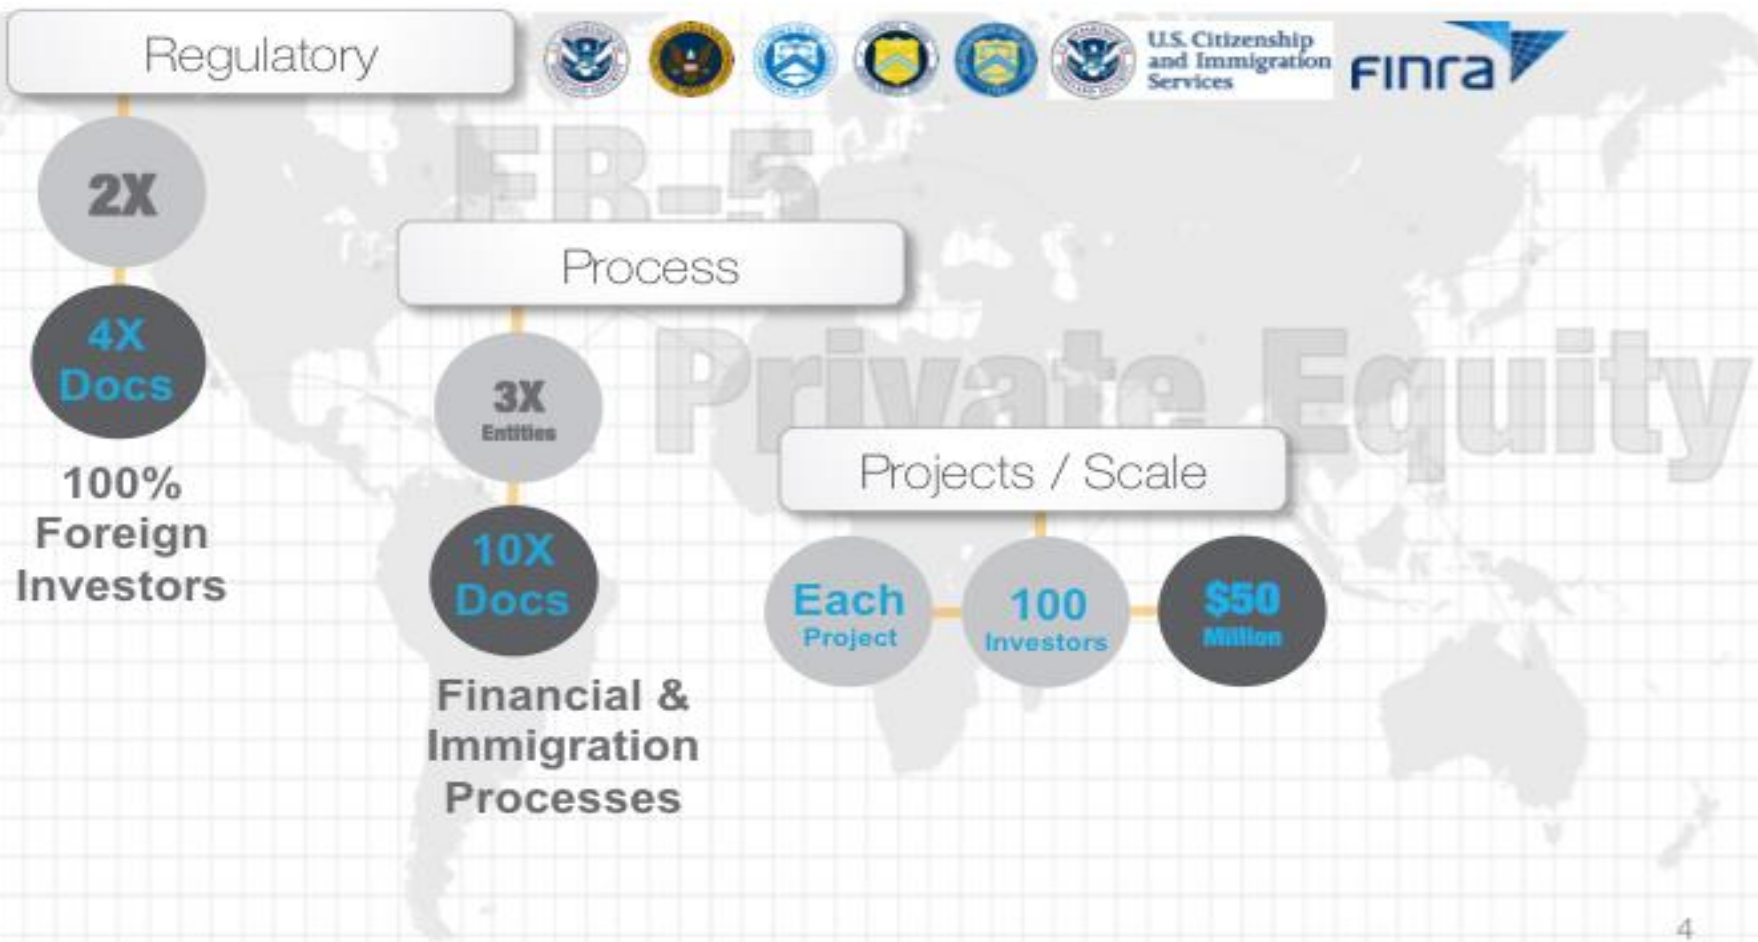 Regulatory
U.S. Citizenship
and Immigration
Services
FINRA
EB-5
2X
Process
4X
Docs
Private Equity
3X
Entities
100%
Foreign
Investors
Projects / Scale
10X
Docs
Each
Project
100
Investors
$50
Million
Financial &
Immigration
Processes
4